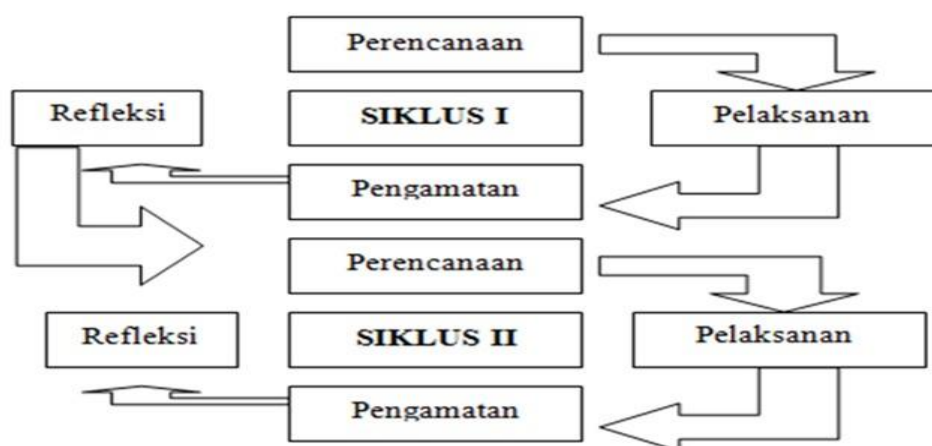 Perencanaan
Refleksi
SIKLUS I
Pelaksanan
Pengamatan
Perencanaan
Refleksi
SIKLUS II
Pelaksanan
Pengamatan